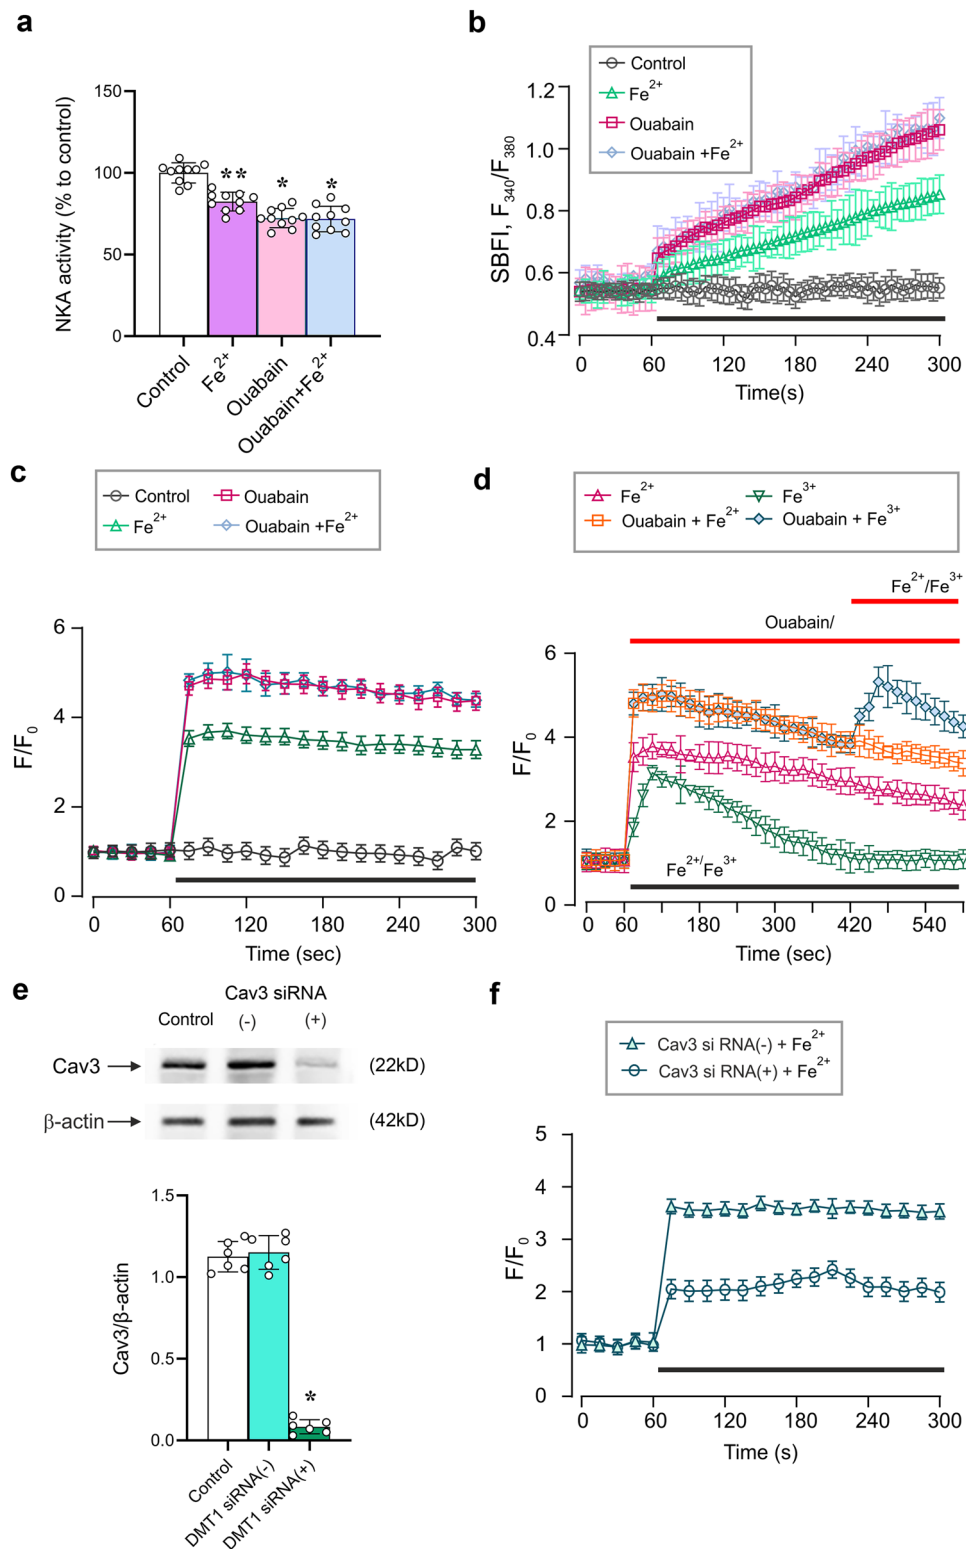 a
NKA activity (% to control)
150
100
50
0
**
*
*
Control
Fe2+
Ouabain
Ouabain+Fe2+
b
Control
Fe2+
Ouabain
Ouabain +Fe2+
SBFI, F340/F380
1.2
1.0
0.8
0.6
0.4
0 60 120 180 240 300
Time(s)
c
Control
Ouabain
Fe2+
Ouabain +Fe2+
F/F0
6
4
2
0
0 60 120 180 240 300
Time (sec)
d
Fe2+
Fe3+
Ouabain + Fe2+
Ouabain + Fe3+
Fe2+/Fe3+
Ouabain/
F/F0
6
4
2
0
Fe2+/Fe3+
0 60 180 300 420 540
Time (sec)
e
Cav3 siRNA
Control (-) (+)
Cav3 (22kD)
β-actin (42kD)
Cav3/β-actin
1.5
1.0
0.5
0.0
*
Control
DMT1 siRNA(-)
DMT1 siRNA(+)
f
Cav3 si RNA(-) + Fe2+
Cav3 si RNA(+) + Fe2+
F/F0
5
4
3
2
1
0
0 60 120 180 240 300
Time (s)